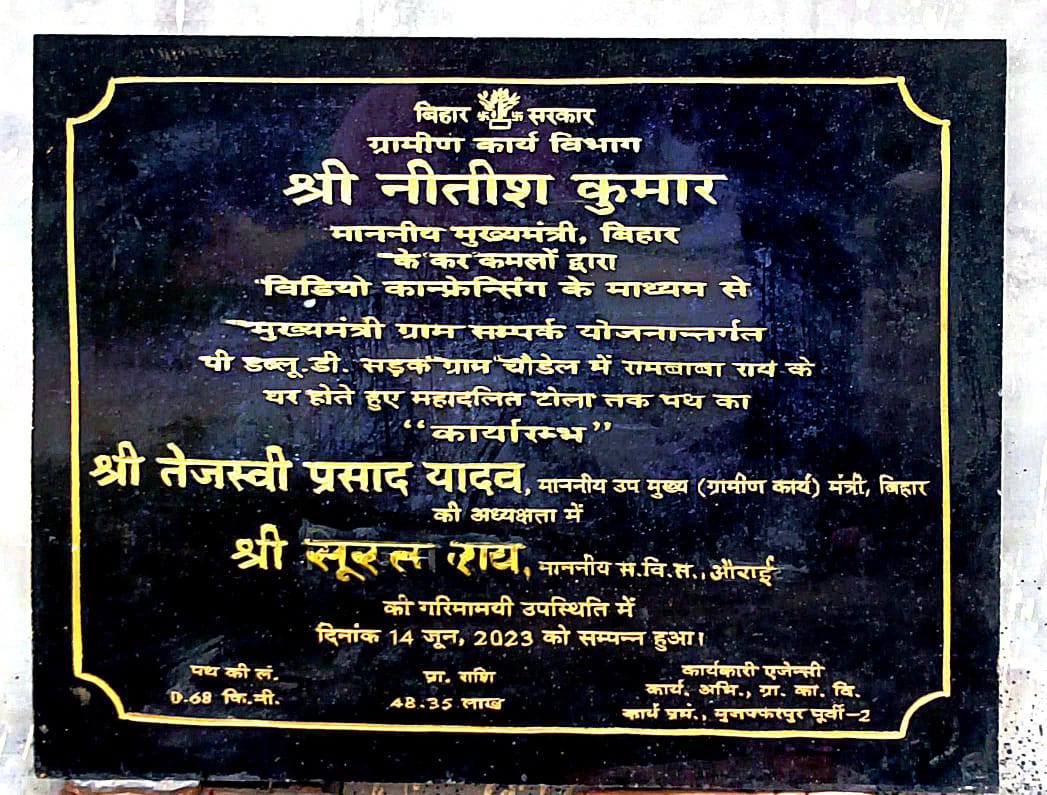 बिहार सरकार
ग्रामीण कार्य विभाग
श्री नीतीश कुमार
माननीय मुख्यमंत्री, बिहार
के कर कमलों द्वारा
विडियो कान्फ्रेन्सिंग के माध्यम से
मुख्यमंत्री ग्राम सम्पर्क योजनान्तर्गत
पी डब्लू.डी. सड़क ग्राम चौडेल में रामबाबा राय के
घर होते हुए महादलित टोला तक पथ का
“कार्यारम्भ”
श्री तेजस्वी प्रसाद यादव, माननीय उप मुख्य (ग्रामीण कार्य) मंत्री, बिहार
की अध्यक्षता में
श्री सूरत राय, माननीय स.वि.स., औराई
की गरिमामयी उपस्थिति में
दिनांक 14 जून, 2023 को सम्पन्न हुआ।
पथ की लं. प्रा. राशि कार्यकारी एजेन्सी
0.68 कि.मी. 48.35 लाख कार्य. अभि., ग्रा. का. वि.
कार्य प्रमं., मुजफ्फरपुर पूर्वी-2